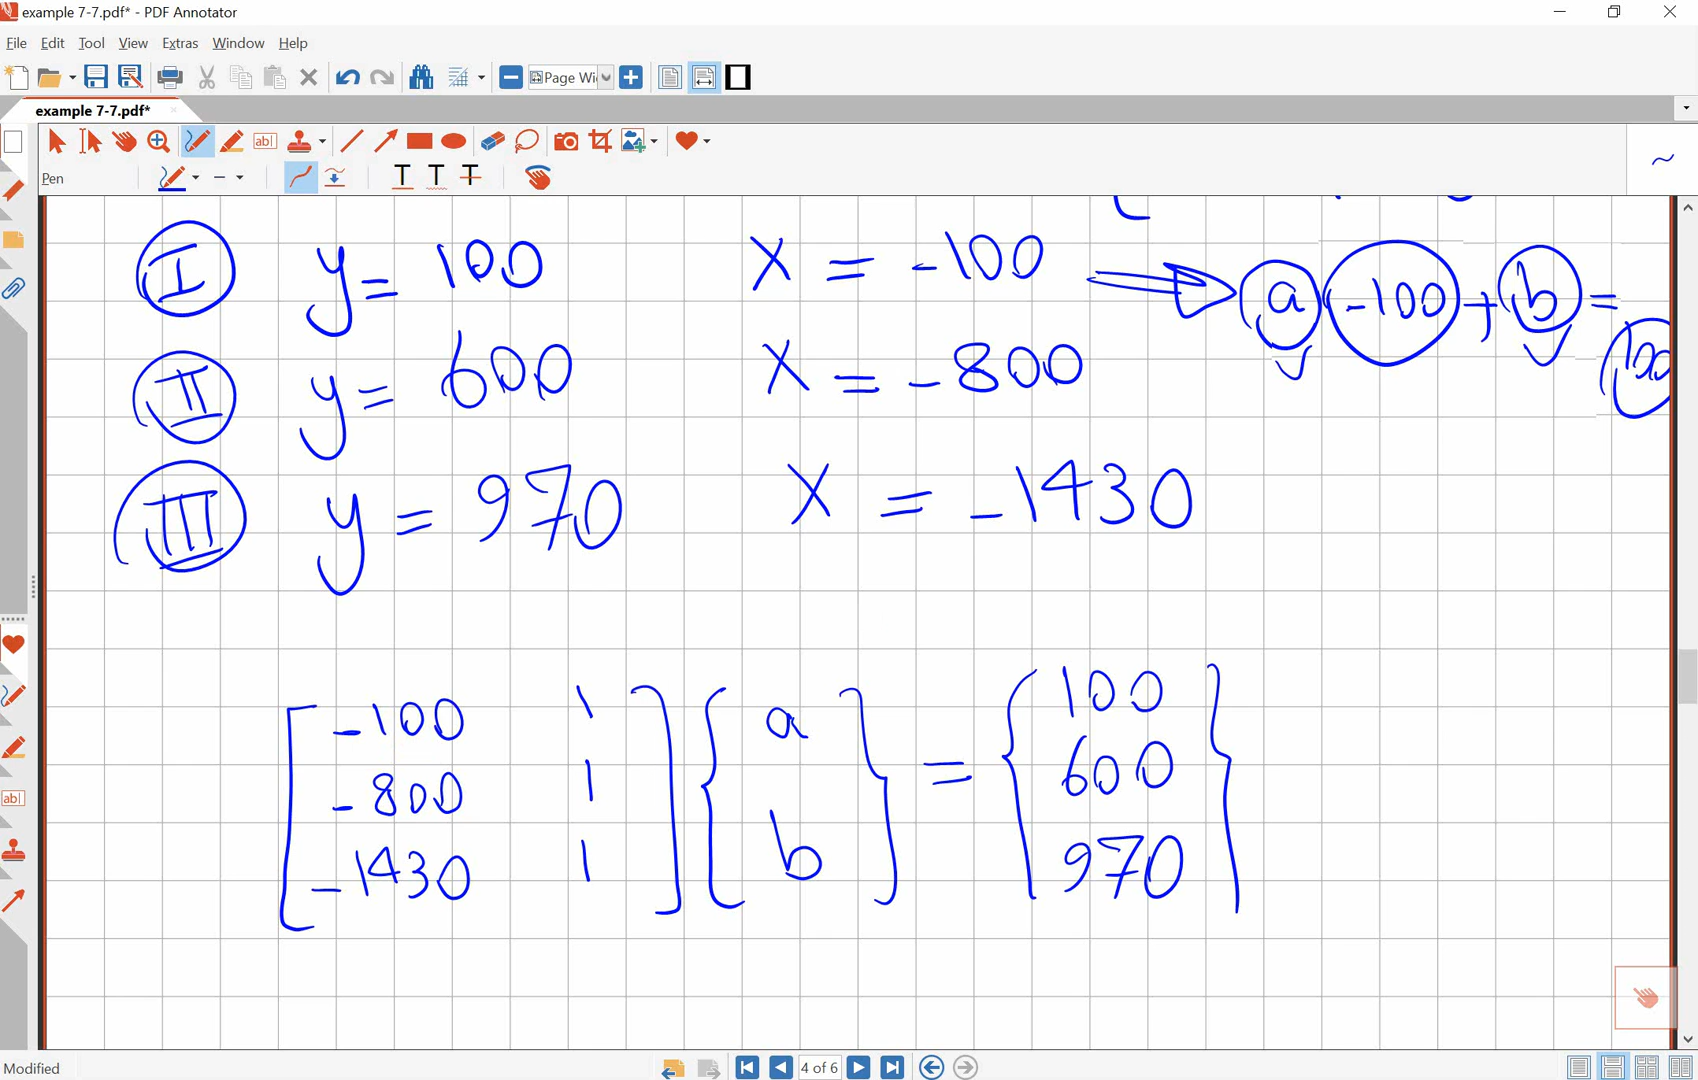 example 7-7.pdf* - PDF Annotator
File Edit Tool View Extras Window Help
Page Wi
example 7-7.pdf*
Pen
I y = 100 x = -100 ⇒ a(-100) + b = 100
II y = 600 x = -800
III y = 970 x = -1430
-100 1 a 100
-800 1 = 600
-1430 1 b 970
Modified 4 of 6